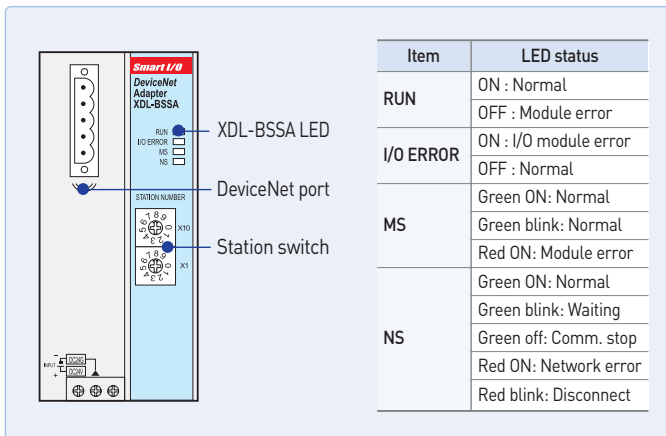 Smart I/O
DeviceNet
Adapter
XDL-BSSA
RUN
I/O ERROR
MS
NS
STATION NUMBER
X10
X1
INPUT
DC24G
DC24V
XDL-BSSA LED
DeviceNet port
Station switch
Item LED status
RUN
ON : Normal
OFF : Module error
I/O ERROR
ON : I/O module error
OFF : Normal
MS
Green ON: Normal
Green blink: Normal
Red ON: Module error
NS
Green ON: Normal
Green blink: Waiting
Green off: Comm. stop
Red ON: Network error
Red blink: Disconnect